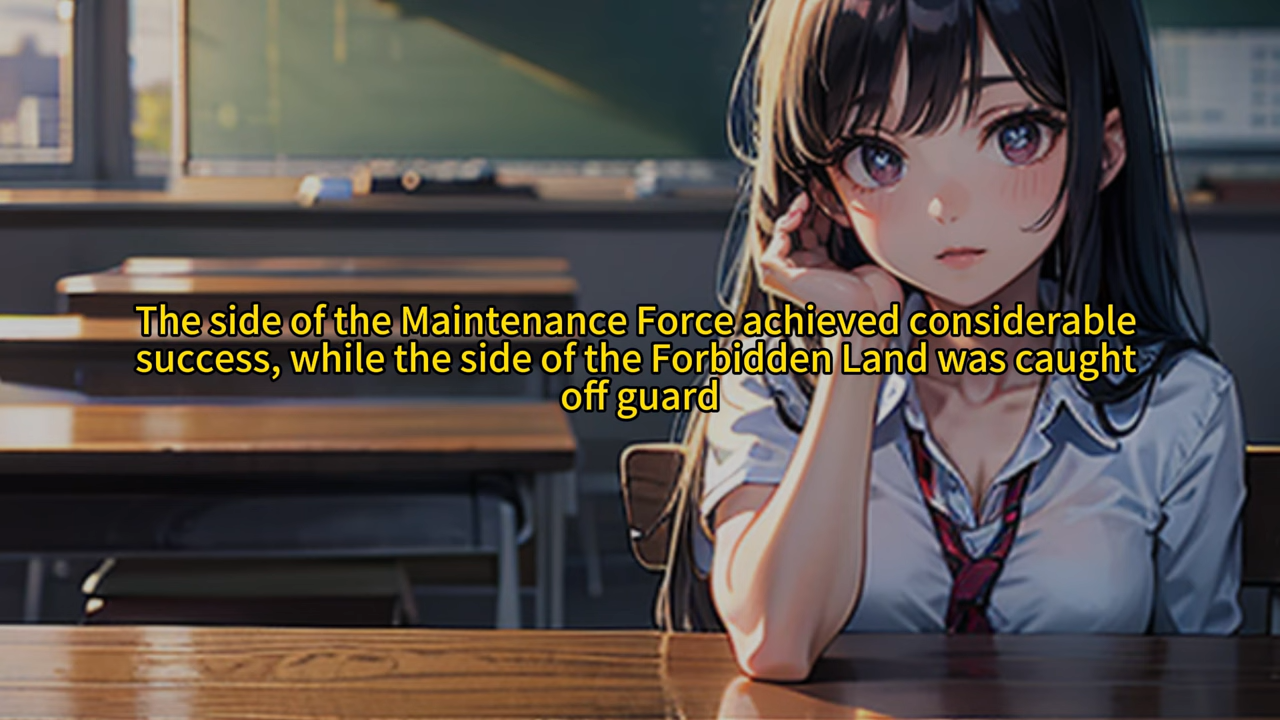 The side of the Maintenance Force achieved considerable
success, while the side of the Forbidden Land was caught
off guard